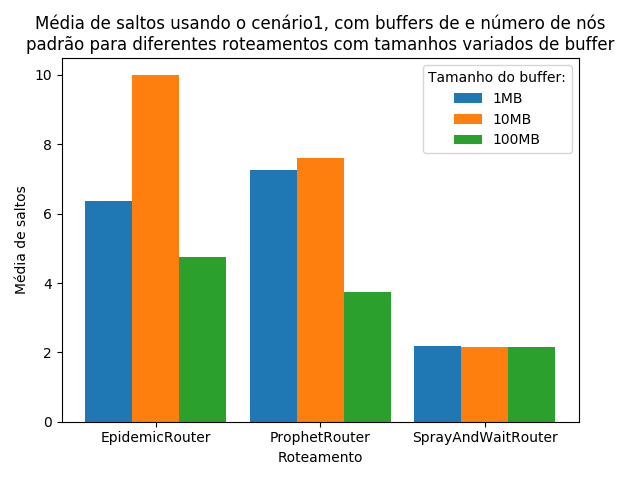 Média de saltos usando o cenário1, com buffers de e número de nós
padrão para diferentes roteamentos com tamanhos variados de buffer
Tamanho do buffer:
1MB
10MB
100MB
Média de saltos
10
8
6
4
2
0
EpidemicRouter
ProphetRouter
SprayAndWaitRouter
Roteamento